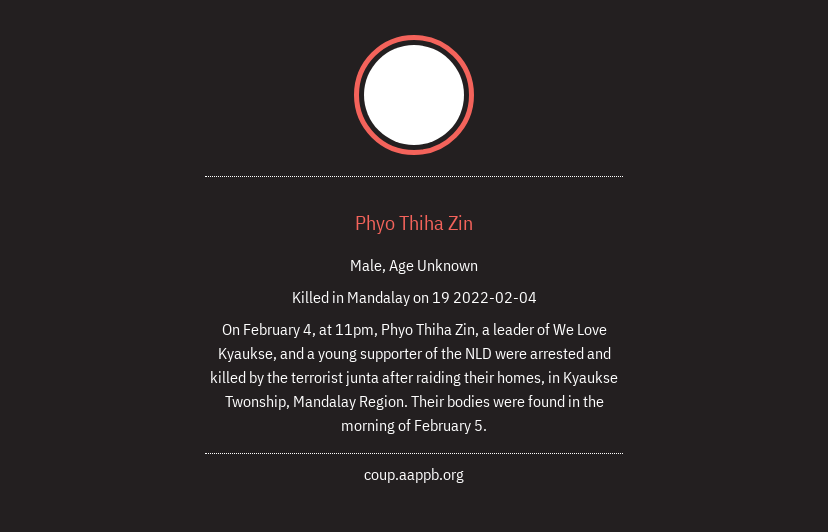 Phyo Thiha Zin
Male, Age Unknown
Killed in Mandalay on 19 2022-02-04
On February 4, at 11pm, Phyo Thiha Zin, a leader of We Love
Kyaukse, and a young supporter of the NLD were arrested and
killed by the terrorist junta after raiding their homes, in Kyaukse
Twonship, Mandalay Region. Their bodies were found in the
morning of February 5.
coup.aappb.org